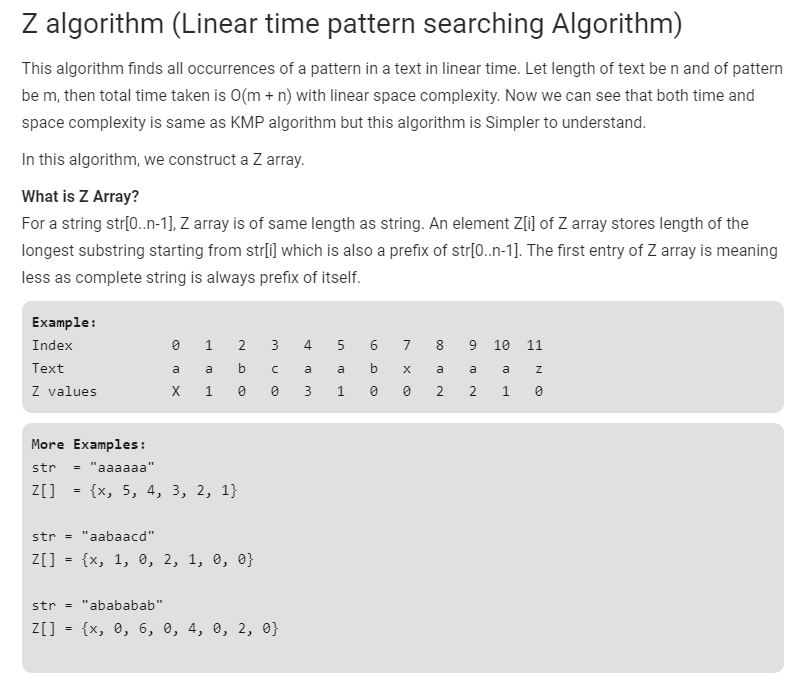 Z algorithm (Linear time pattern searching Algorithm)
This algorithm finds all occurrences of a pattern in a text in linear time. Let length of text be n and of pattern
be m, then total time taken is O(m + n) with linear space complexity. Now we can see that both time and
space complexity is same as KMP algorithm but this algorithm is Simpler to understand.
In this algorithm, we construct a Z array.
What is Z Array?
For a string str[0..n-1], Z array is of same length as string. An element Z[i] of Z array stores length of the
longest substring starting from str[i] which is also a prefix of str[0..n-1]. The first entry of Z array is meaning
less as complete string is always prefix of itself.
Example:
Index 0 1 2 3 4 5 6 7 8 9 10 11
Text a a b c a a b x a a a z
Z values X 1 0 0 3 1 0 0 2 2 1 0
More Examples:
str = "aaaaaa"
Z[] = {x, 5, 4, 3, 2, 1}
str = "aabaacd"
Z[] = {x, 1, 0, 2, 1, 0, 0}
str = "abababab"
Z[] = {x, 0, 6, 0, 4, 0, 2, 0}